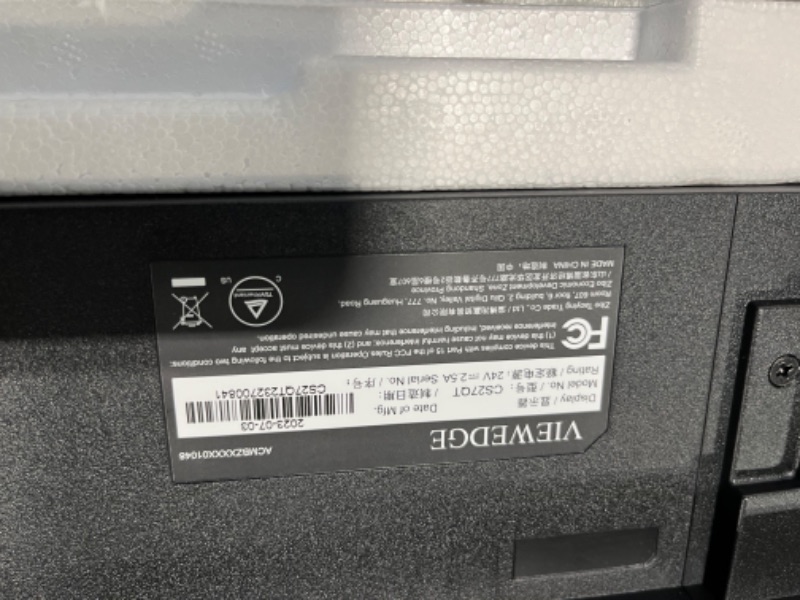 VIEWEDGE
ACMBZXXXX01046
Display / 显示器
Model No. / 型号: CS27QT
Rating / 额定电源: 24V⎓2.5A
Date of Mfg. / 制造日期: 2023-07-03
Serial No. / 序号: CS27QT232700841
This device complies with Part 15 of the FCC Rules Operation is subject to the following two conditions:
(1) this device may not cause harmful interference, and (2) this device must accept any
interference received, including interference that may cause undesired operation.
FC
Zibo Taiying Trade Co., Ltd
Room 607, floor 6, building 2, Qilu Digital Valley, No. 777, Huaguang Road,
Zibo Economic Development Zone, Shandong Province
MADE IN CHINA 制造地: 中国
C US